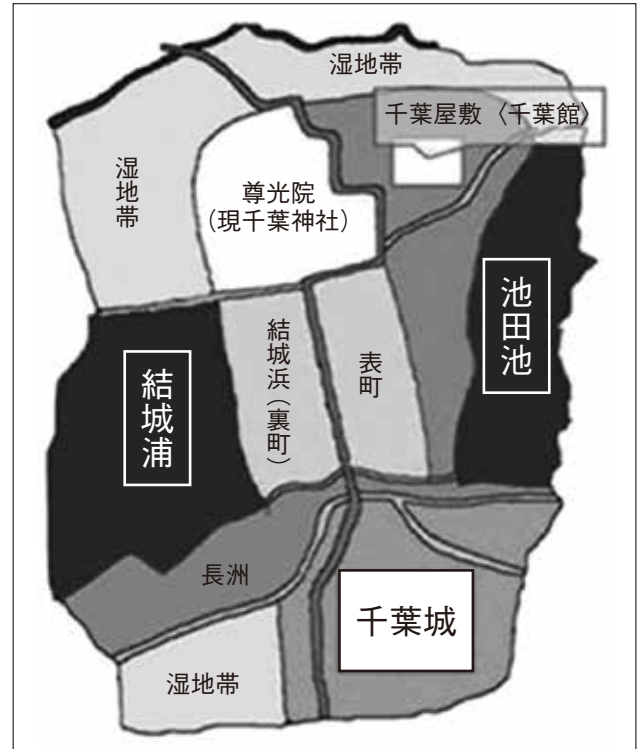 湿地帯
千葉屋敷〈千葉館〉
湿地帯
尊光院
（現千葉神社）
池田池
結城浦
結城浜（裏町）
表町
長洲
千葉城
湿地帯